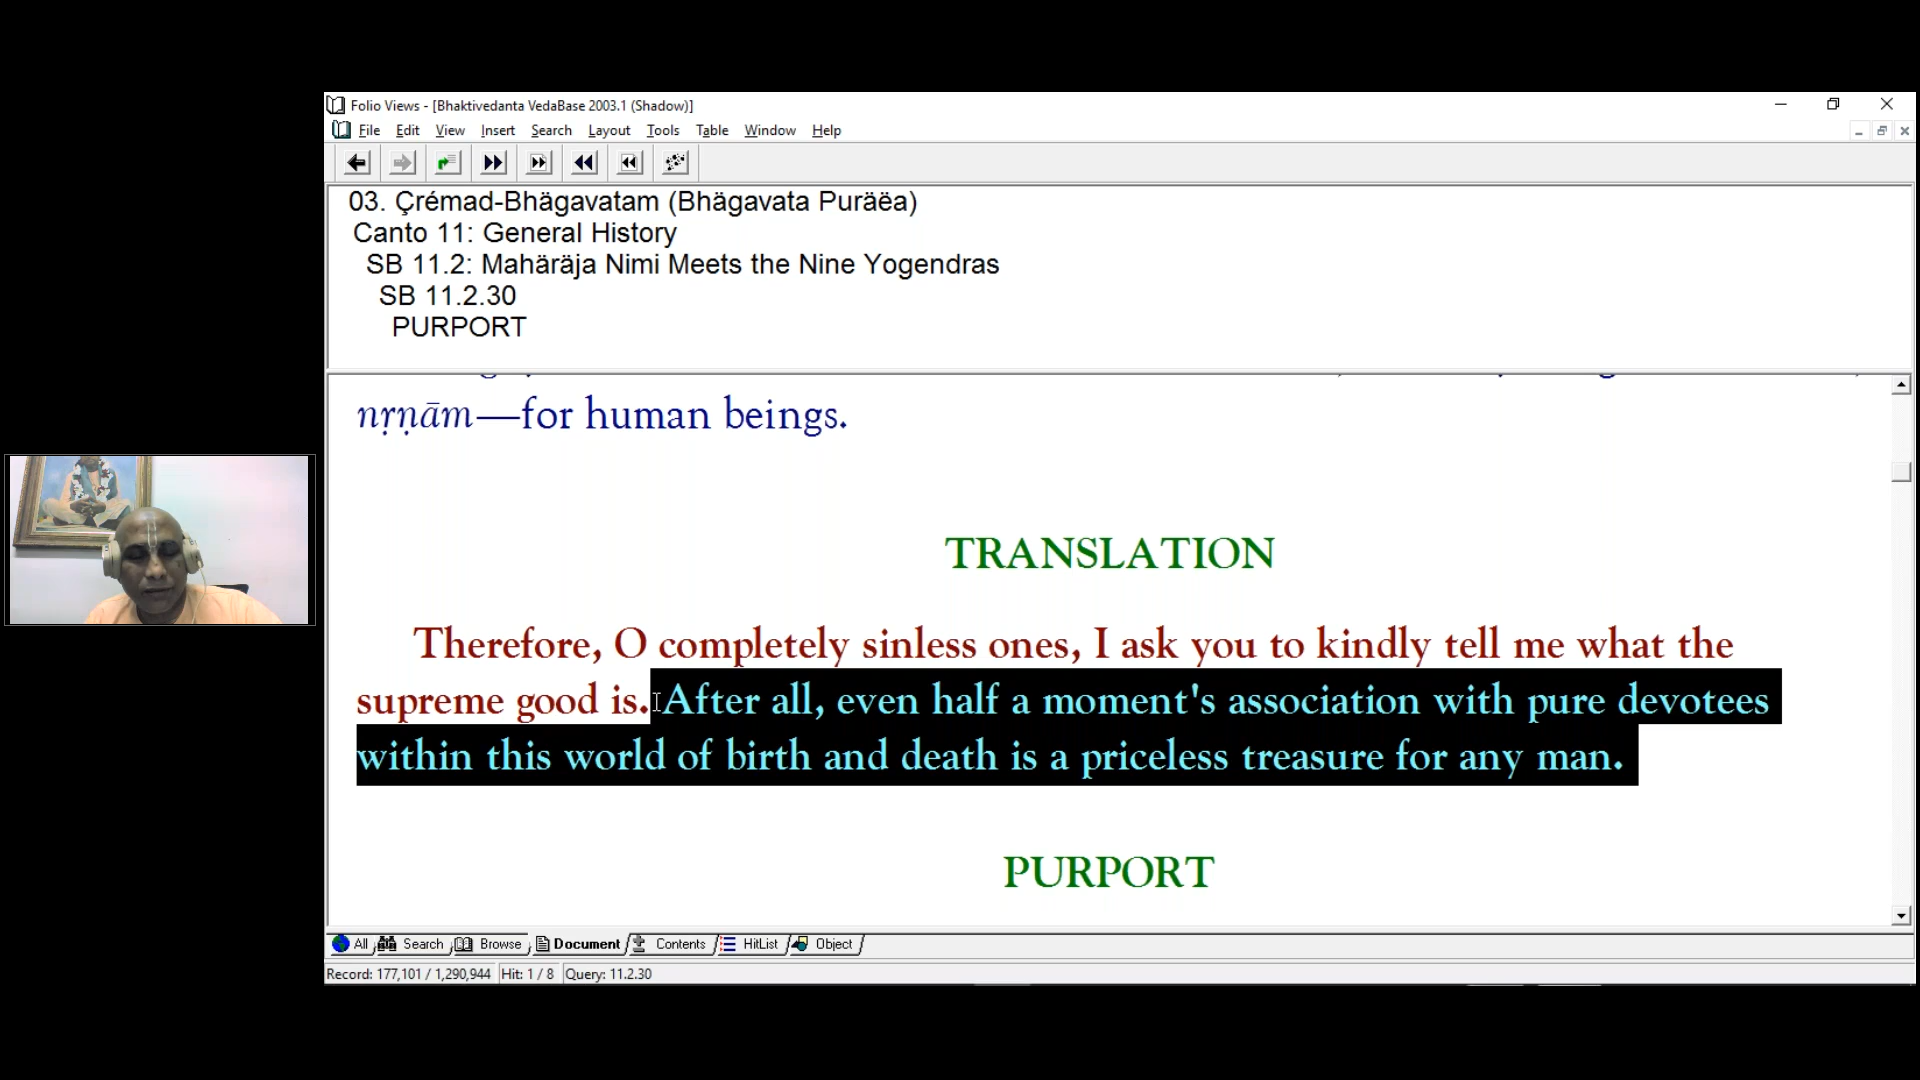 Folio Views - [Bhaktivedanta VedaBase 2003.1 (Shadow)]
File Edit View Insert Search Layout Tools Table Window Help
03. Çrémad-Bhägavatam (Bhägavata Puräëa)
Canto 11: General History
SB 11.2: Mahäräja Nimi Meets the Nine Yogendras
SB 11.2.30
PURPORT
nṛṇām—for human beings.
TRANSLATION
Therefore, O completely sinless ones, I ask you to kindly tell me what the
supreme good is. After all, even half a moment's association with pure devotees
within this world of birth and death is a priceless treasure for any man.
PURPORT
All Search Browse Document Contents HitList Object
Record: 177,101 / 1,290,944 Hit: 1 / 8 Query: 11.2.30